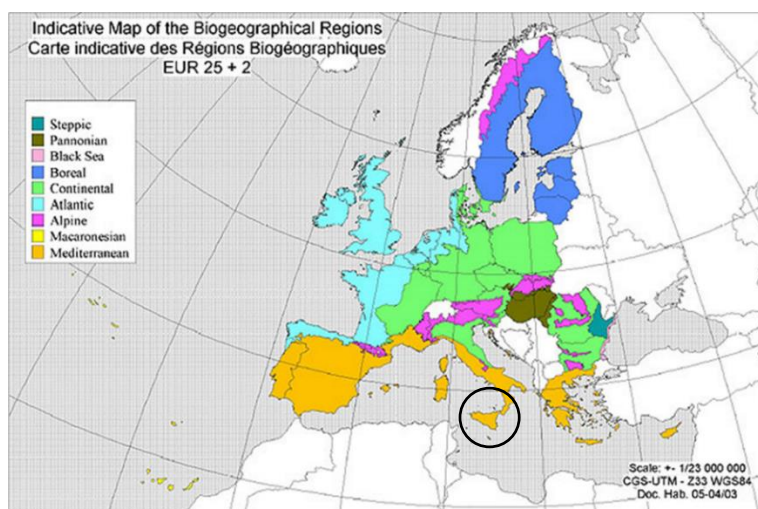 Indicative Map of the Biogeographical Regions
Carte indicative des Régions Biogéographiques
EUR 25 + 2
Steppic
Pannonian
Black Sea
Boreal
Continental
Atlantic
Alpine
Macaronesian
Mediterranean
Scale: +- 1/23 000 000
CGS-UTM - Z33 WGS84
Doc. Hab. 05-04/03